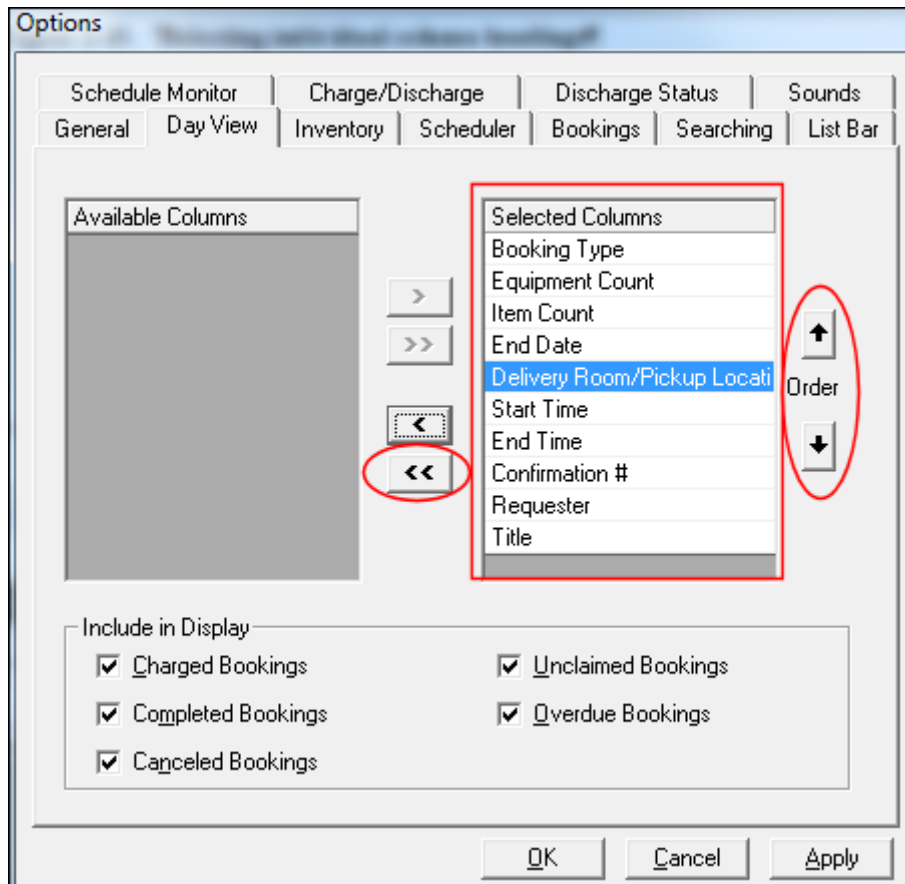 Options
Schedule Monitor Charge/Discharge Discharge Status Sounds
General Day View Inventory Scheduler Bookings Searching List Bar
Available Columns
>
>>
<
<<
Selected Columns
Booking Type
Equipment Count
Item Count
End Date
Delivery Room/Pickup Locati
Start Time
End Time
Confirmation #
Requester
Title
Order
Include in Display
Charged Bookings
Completed Bookings
Canceled Bookings
Unclaimed Bookings
Overdue Bookings
OK Cancel Apply